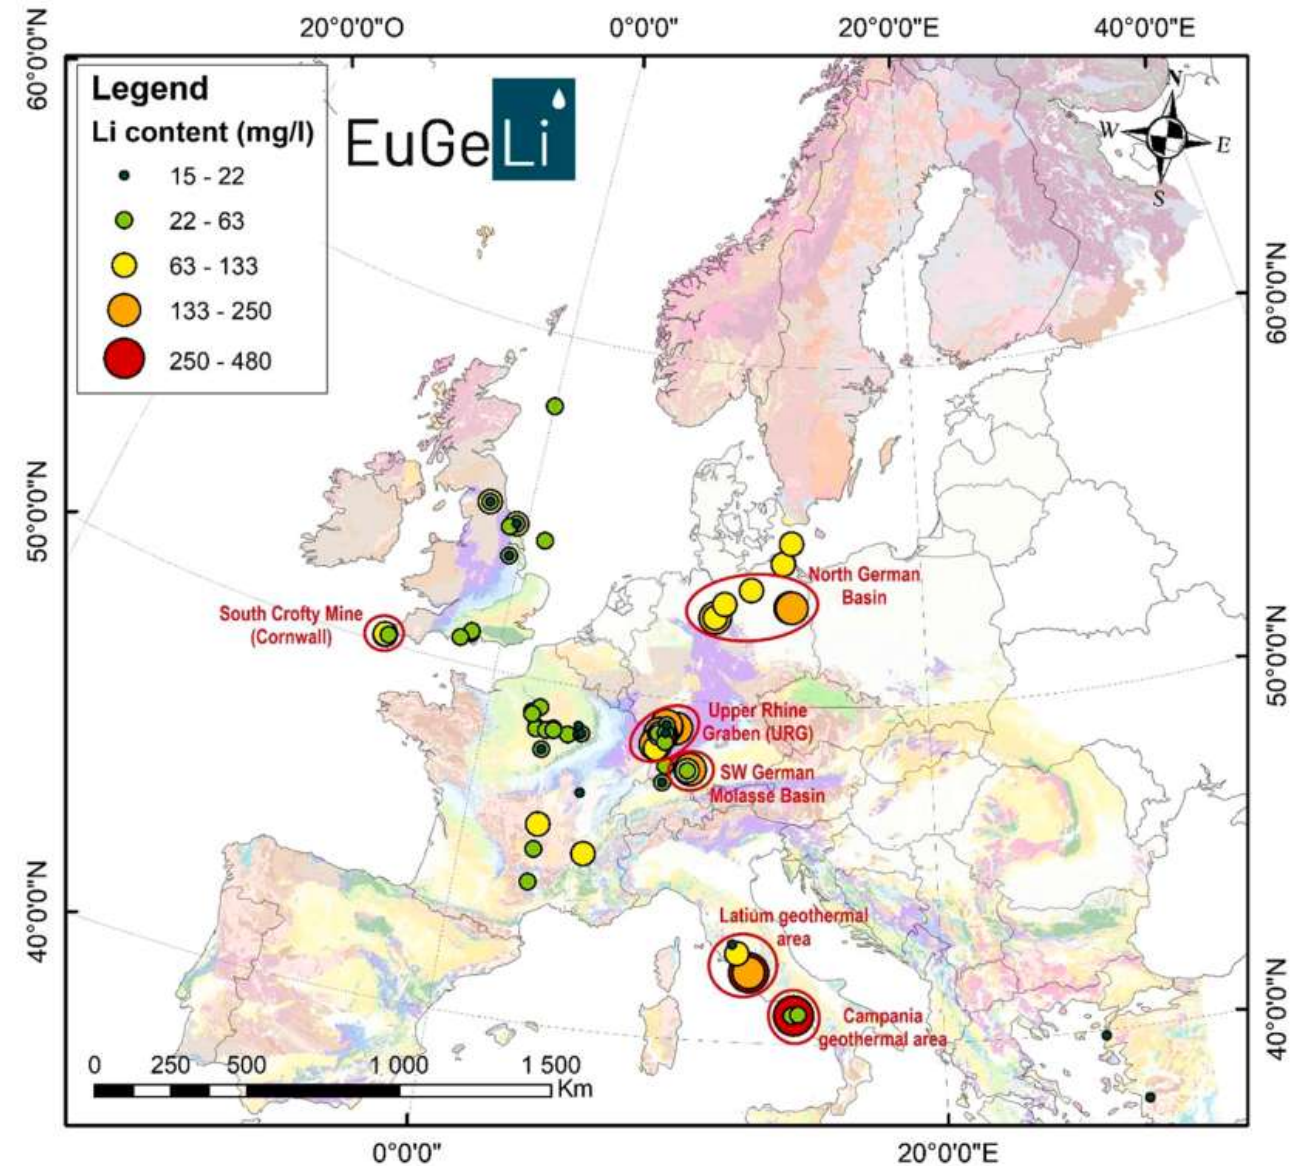 20°0'0"O
0°0'0"
20°0'0"E
40°0'0"E
60°0'0"N
50°0'0"N
40°0'0"N
Legend
Li content (mg/l)
15 - 22
22 - 63
63 - 133
133 - 250
250 - 480
EuGeLi
N
W
E
S
60°0'0"N
50°0'0"N
40°0'0"N
South Crofty Mine
(Cornwall)
North German
Basin
Upper Rhine
Graben (URG)
SW German
Molasse Basin
Latium geothermal
area
Campania
geothermal area
0 250 500 1 000 1 500
Km
0°0'0"
20°0'0"E